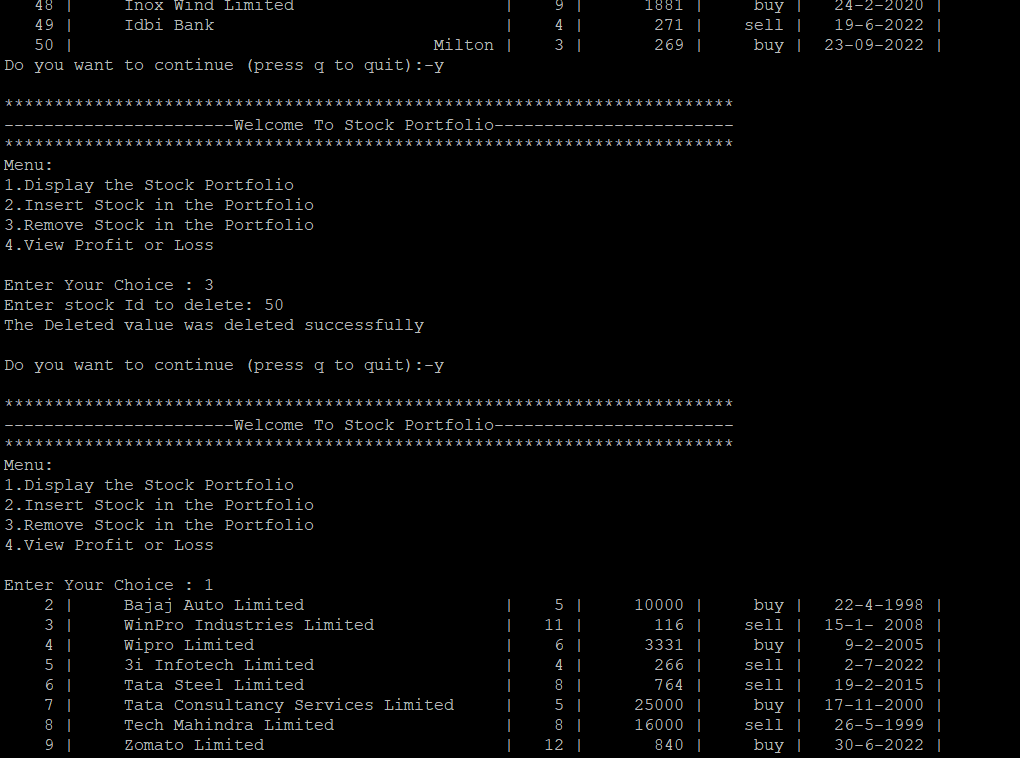 48 |     Inox Wind Limited                     |    9 |      1881 |     buy |   24-2-2020 |
49 |     Idbi Bank                             |    4 |       271 |    sell |   19-6-2022 |
50 |                                    Milton |    3 |       269 |     buy |  23-09-2022 |
Do you want to continue (press q to quit):-y
*************************************************************************
-----------------------Welcome To Stock Portfolio------------------------
*************************************************************************
Menu:
1.Display the Stock Portfolio
2.Insert Stock in the Portfolio
3.Remove Stock in the Portfolio
4.View Profit or Loss
Enter Your Choice : 3
Enter stock Id to delete: 50
The Deleted value was deleted successfully
Do you want to continue (press q to quit):-y
*************************************************************************
-----------------------Welcome To Stock Portfolio------------------------
*************************************************************************
Menu:
1.Display the Stock Portfolio
2.Insert Stock in the Portfolio
3.Remove Stock in the Portfolio
4.View Profit or Loss
Enter Your Choice : 1
2 |     Bajaj Auto Limited                    |    5 |     10000 |     buy |   22-4-1998 |
3 |     WinPro Industries Limited             |   11 |       116 |    sell |  15-1- 2008 |
4 |     Wipro Limited                         |    6 |      3331 |     buy |    9-2-2005 |
5 |     3i Infotech Limited                   |    4 |       266 |    sell |    2-7-2022 |
6 |     Tata Steel Limited                    |    8 |       764 |    sell |   19-2-2015 |
7 |     Tata Consultancy Services Limited     |    5 |     25000 |     buy |  17-11-2000 |
8 |     Tech Mahindra Limited                 |    8 |     16000 |    sell |   26-5-1999 |
9 |     Zomato Limited                        |   12 |       840 |     buy |   30-6-2022 |